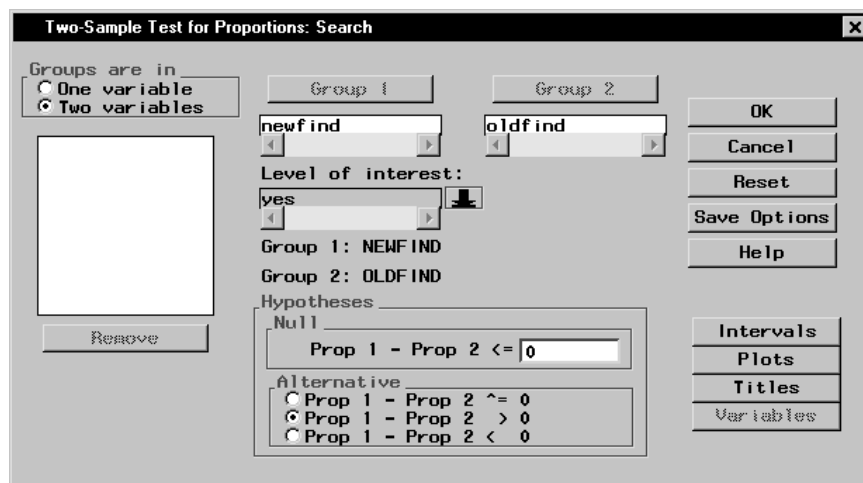 Two-Sample Test for Proportions: Search
Groups are in
One variable
Two variables
Remove
Group 1
Group 2
newfind
oldfind
Level of interest:
yes
Group 1: NEWFIND
Group 2: OLDFIND
Hypotheses
Null
Prop 1 - Prop 2 <= 0
Alternative
Prop 1 - Prop 2 ^= 0
Prop 1 - Prop 2 > 0
Prop 1 - Prop 2 < 0
OK
Cancel
Reset
Save Options
Help
Intervals
Plots
Titles
Variables